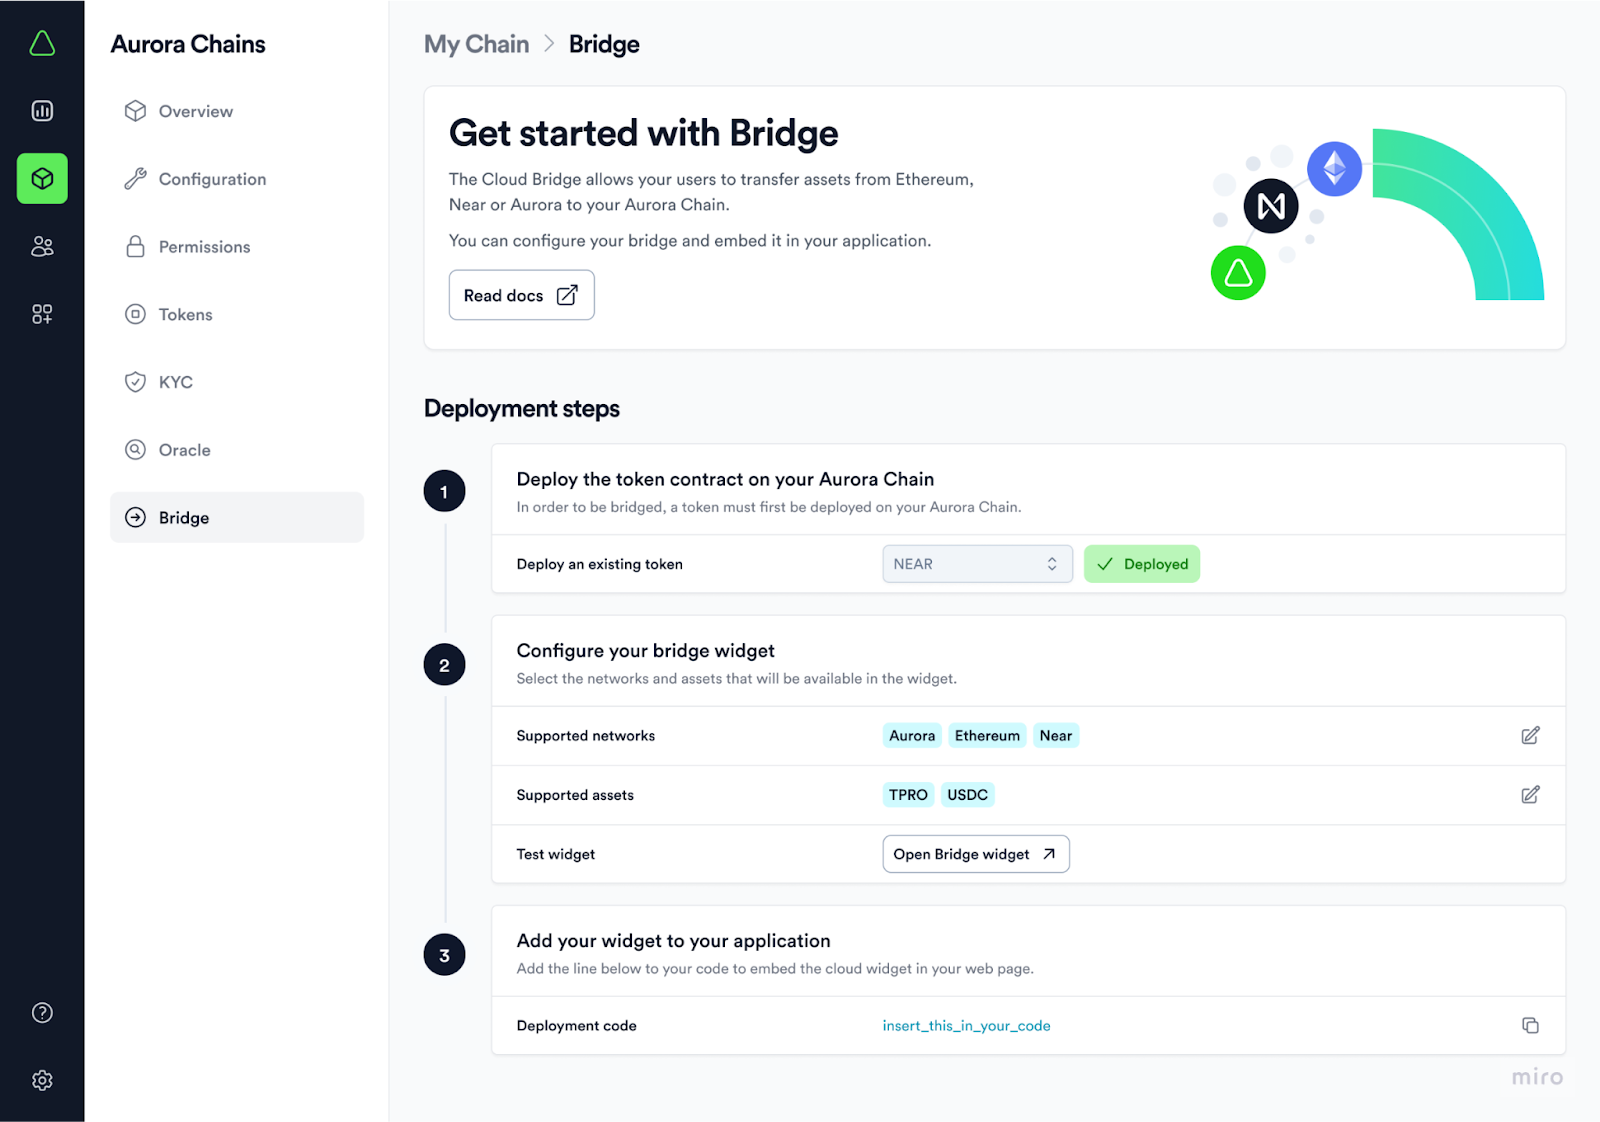 Aurora Chains
Overview
Configuration
Permissions
Tokens
KYC
Oracle
Bridge
My Chain > Bridge
Get started with Bridge
The Cloud Bridge allows your users to transfer assets from Ethereum,
Near or Aurora to your Aurora Chain.
You can configure your bridge and embed it in your application.
Read docs
Deployment steps
1
Deploy the token contract on your Aurora Chain
In order to be bridged, a token must first be deployed on your Aurora Chain.
Deploy an existing token NEAR Deployed
2
Configure your bridge widget
Select the networks and assets that will be available in the widget.
Supported networks Aurora Ethereum Near
Supported assets TPRO USDC
Test widget Open Bridge widget
3
Add your widget to your application
Add the line below to your code to embed the cloud widget in your web page.
Deployment code insert_this_in_your_code
miro